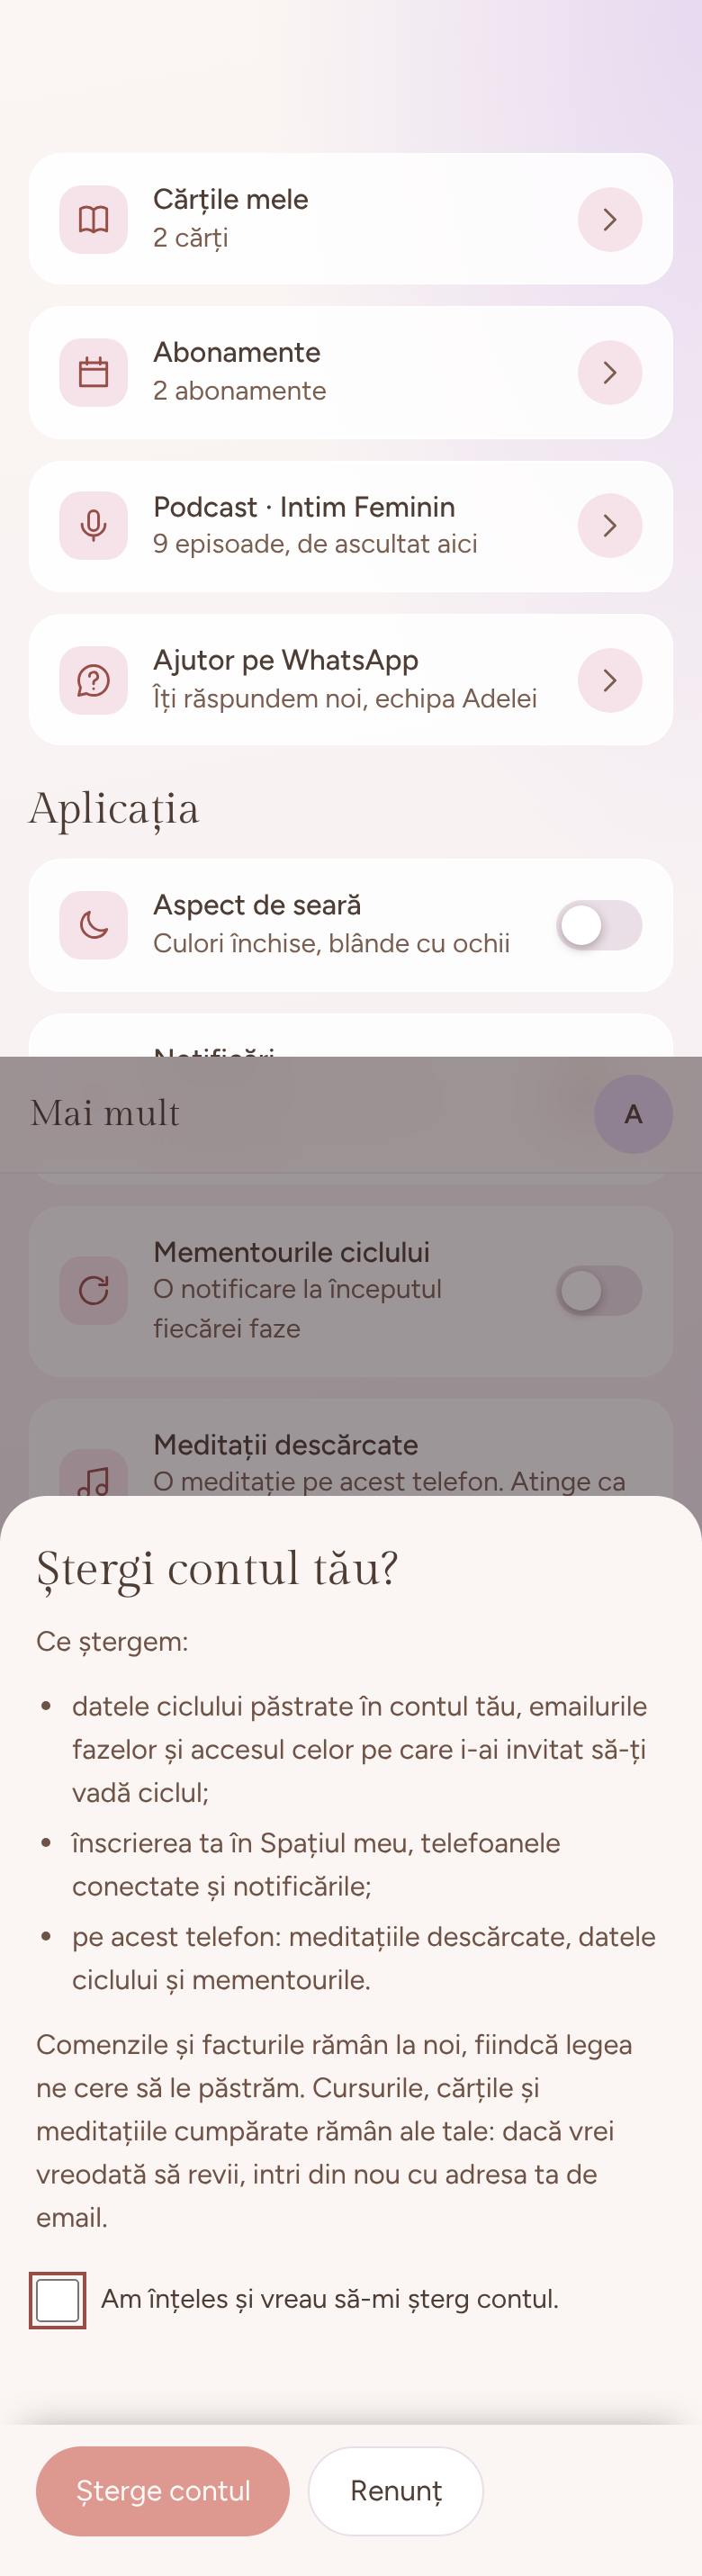 Cărțile mele
2 cărți
Abonamente
2 abonamente
Podcast · Intim Feminin
9 episoade, de ascultat aici
Ajutor pe WhatsApp
Îți răspundem noi, echipa Adelei
Aplicația
Aspect de seară
Culori închise, blânde cu ochii
Mai mult
A
Mementourile ciclului
O notificare la începutul
fiecărei faze
Meditații descărcate
O meditație pe acest telefon. Atinge ca
Ștergi contul tău?
Ce ștergem:
• datele ciclului păstrate în contul tău, emailurile
fazelor și accesul celor pe care i-ai invitat să-ți
vadă ciclul;
• înscrierea ta în Spațiul meu, telefoanele
conectate și notificările;
• pe acest telefon: meditațiile descărcate, datele
ciclului și mementourile.
Comenzile și facturile rămân la noi, fiindcă legea
ne cere să le păstrăm. Cursurile, cărțile și
meditațiile cumpărate rămân ale tale: dacă vrei
vreodată să revii, intri din nou cu adresa ta de
email.
Am înțeles și vreau să-mi șterg contul.
Șterge contul
Renunț